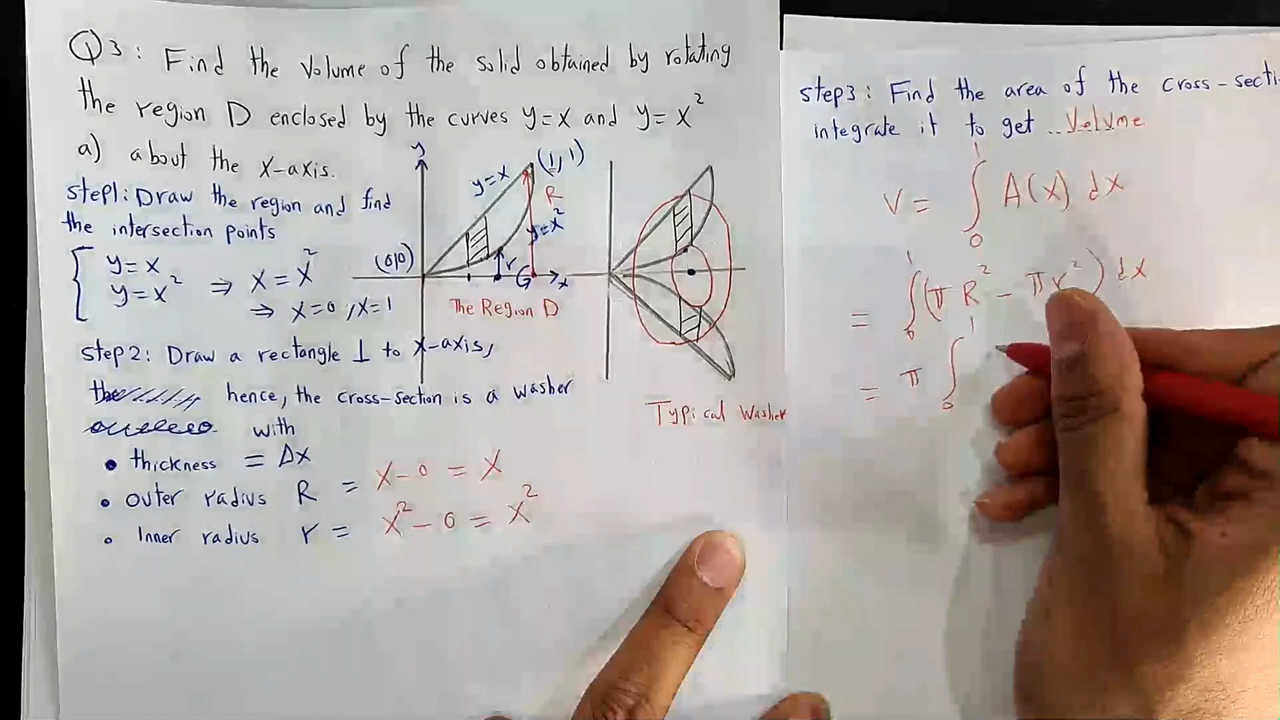 Q3: Find the volume of the solid obtained by rotating
the region D enclosed by the curves y=x and y=x²
a) about the x-axis.
step1: Draw the region and find
the intersection points
y=x
y=x² ⇒ x=x²
⇒ x=0, x=1
y
(1,1)
y=x
R
y=x²
(0,0)
r
x
The Region D
Typical Washer
step2: Draw a rectangle ⊥ to x-axis,
hence, the cross-section is a washer
with
• thickness = Δx
• outer radius R = x-0 = x
• Inner radius r = x²-0 = x²
step3: Find the area of the cross-secti
integrate it to get ..Volume
V = ∫₀¹ A(x) dx
= ∫₀¹ (π R² - π r²) dx
= π ∫₀¹